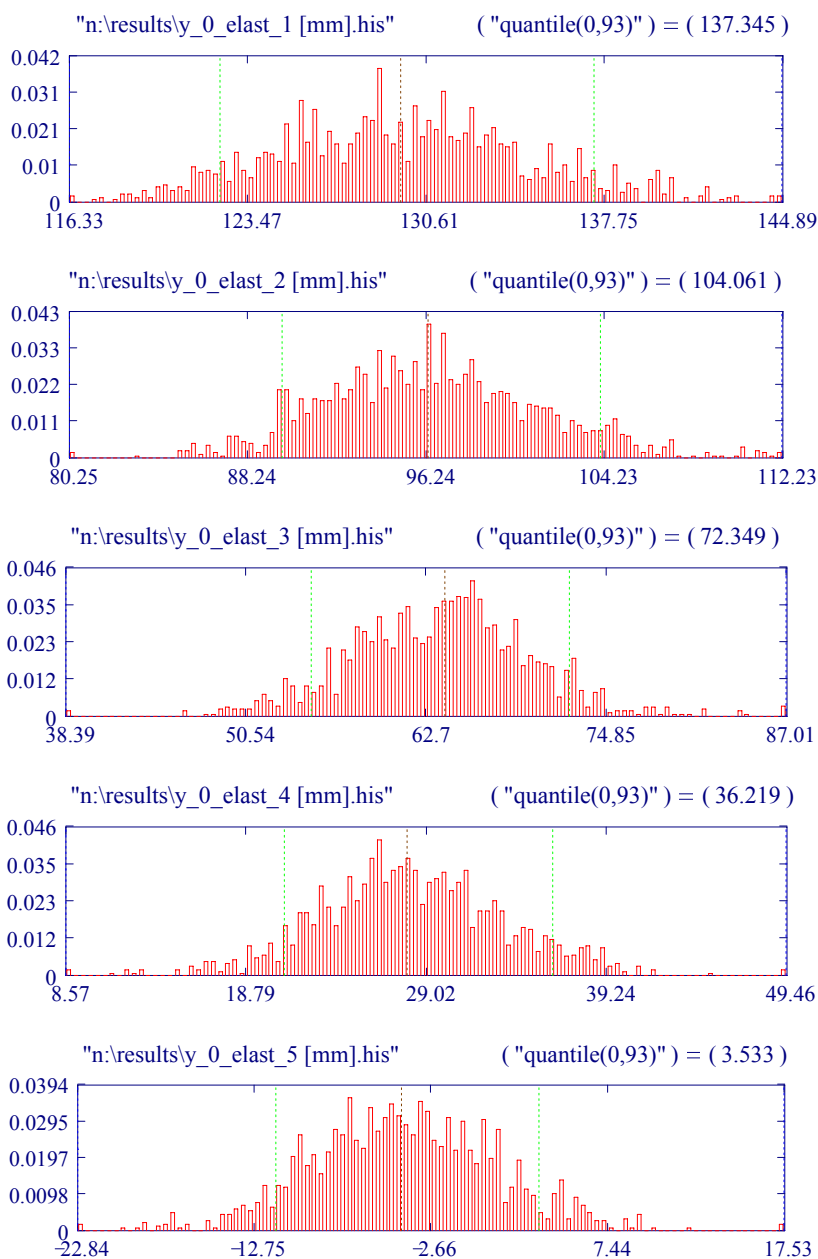 "n:\results\y_0_elast_1 [mm].his" ( "quantile(0,93)" ) = ( 137.345 )
0.042
0.031
0.021
0.01
0
116.33 123.47 130.61 137.75 144.89
"n:\results\y_0_elast_2 [mm].his" ( "quantile(0,93)" ) = ( 104.061 )
0.043
0.033
0.022
0.011
0
80.25 88.24 96.24 104.23 112.23
"n:\results\y_0_elast_3 [mm].his" ( "quantile(0,93)" ) = ( 72.349 )
0.046
0.035
0.023
0.012
0
38.39 50.54 62.7 74.85 87.01
"n:\results\y_0_elast_4 [mm].his" ( "quantile(0,93)" ) = ( 36.219 )
0.046
0.035
0.023
0.012
0
8.57 18.79 29.02 39.24 49.46
"n:\results\y_0_elast_5 [mm].his" ( "quantile(0,93)" ) = ( 3.533 )
0.0394
0.0295
0.0197
0.0098
0
−22.84 −12.75 −2.66 7.44 17.53